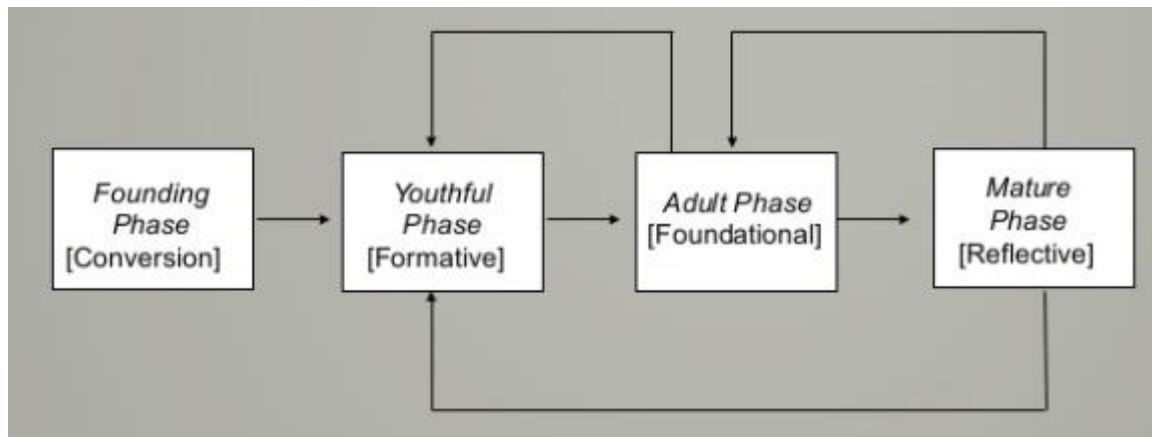 Founding
Phase
[Conversion]
Youthful
Phase
[Formative]
Adult Phase
[Foundational]
Mature
Phase
[Reflective]